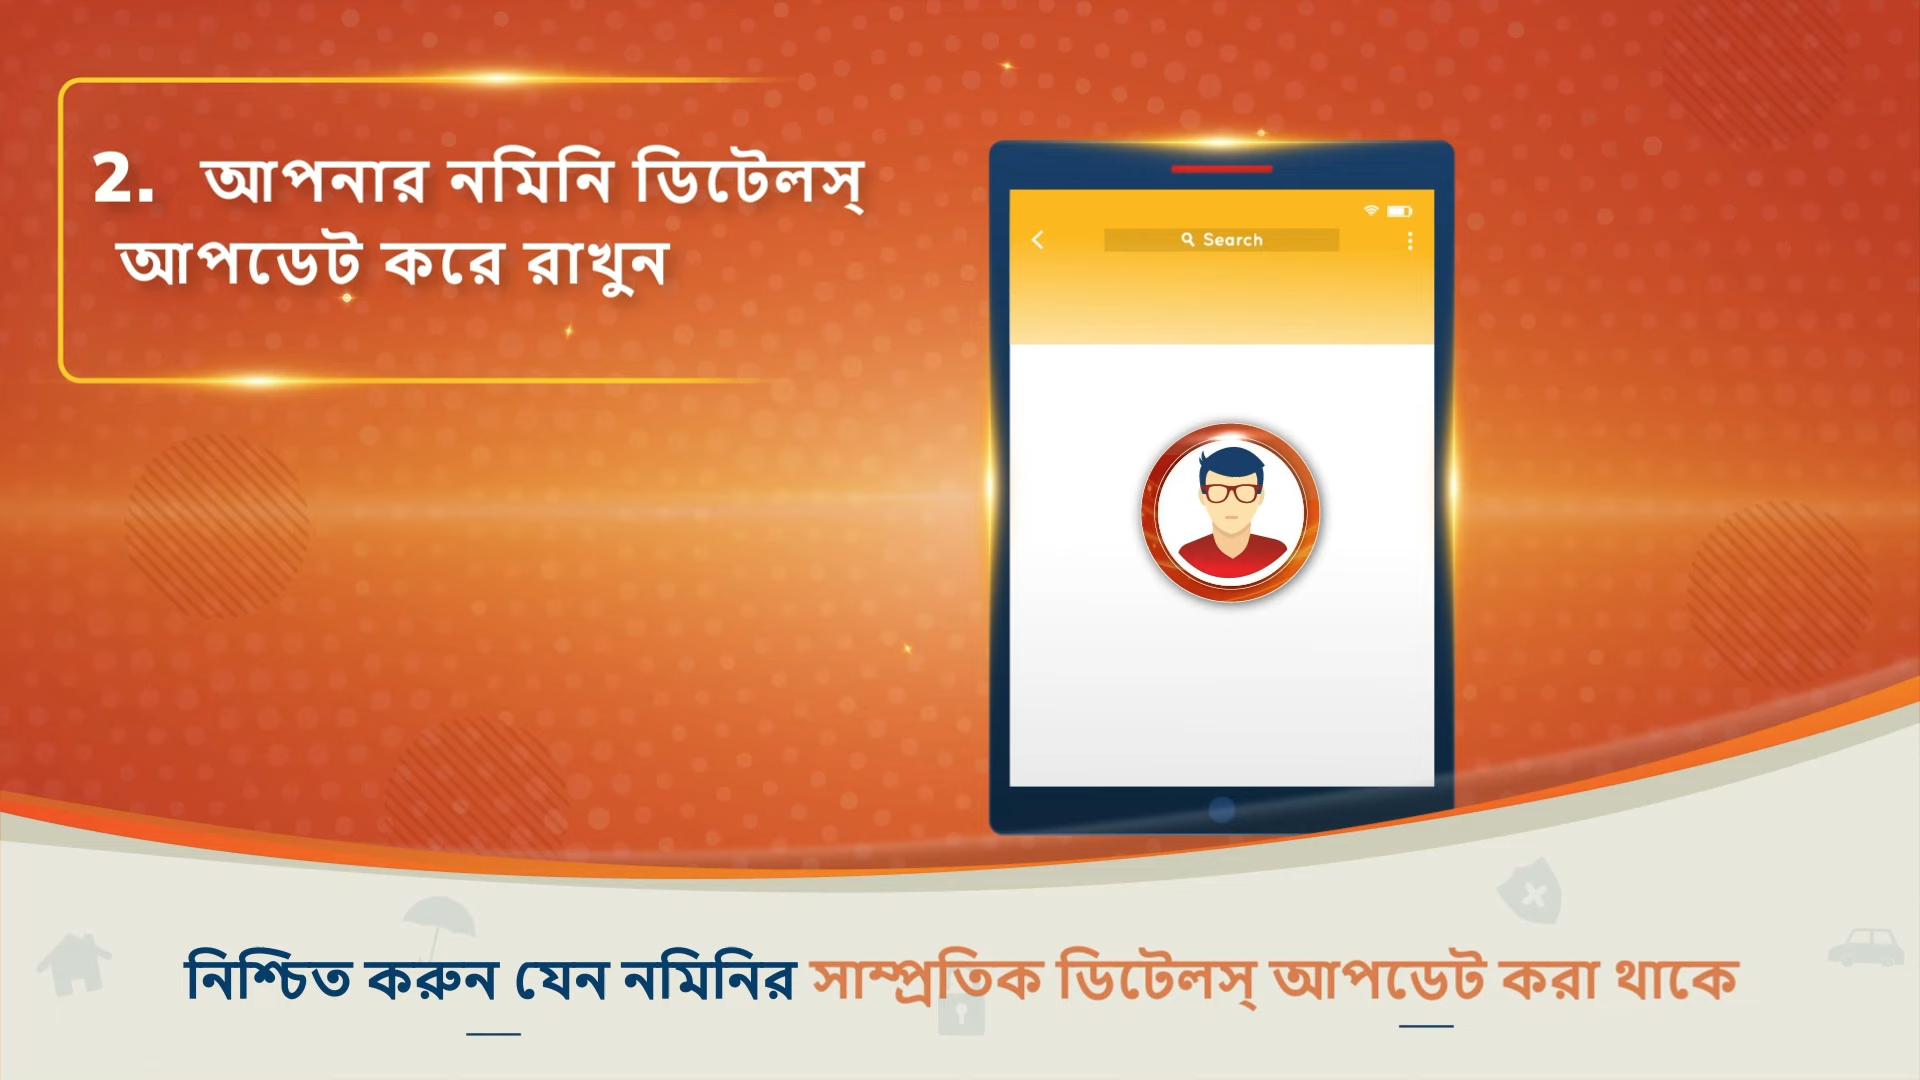 2. আপনার নমিনি ডিটেলস্
আপডেট করে রাখুন
Search
নিশ্চিত করুন যেন নমিনির সাম্প্রতিক ডিটেলস্ আপডেট করা থাকে